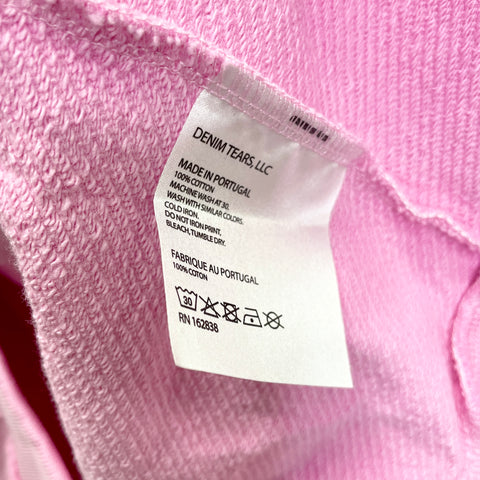 DENIM TEARS, LLC
MADE IN PORTUGAL
100% COTTON
MACHINE WASH AT 30.
WASH WITH SIMILAR COLORS.
COLD IRON.
DO NOT IRON PRINT,
BLEACH, TUMBLE DRY.
FABRIQUE AU PORTUGAL
100% COTON
30
RN 162838